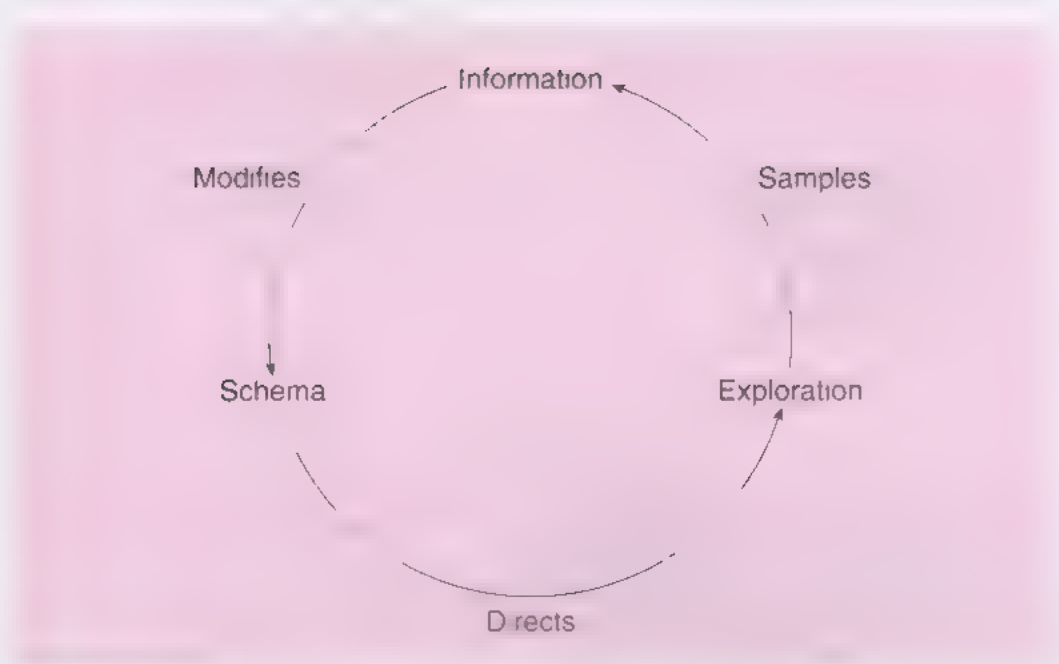 Information
Modifies
Samples
Schema
Exploration
Directs